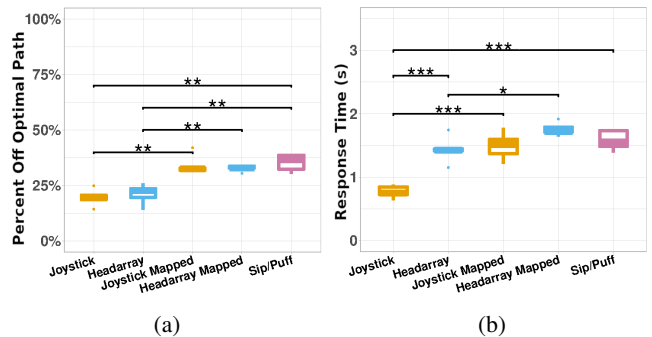 Percent Off Optimal Path
100%
75%
50%
25%
0%
**
**
**
**
Joystick
Headarray
Joystick Mapped
Headarray Mapped
Sip/Puff
(a)
Response Time (s)
3
2
1
0
***
***
*
***
Joystick
Headarray
Joystick Mapped
Headarray Mapped
Sip/Puff
(b)